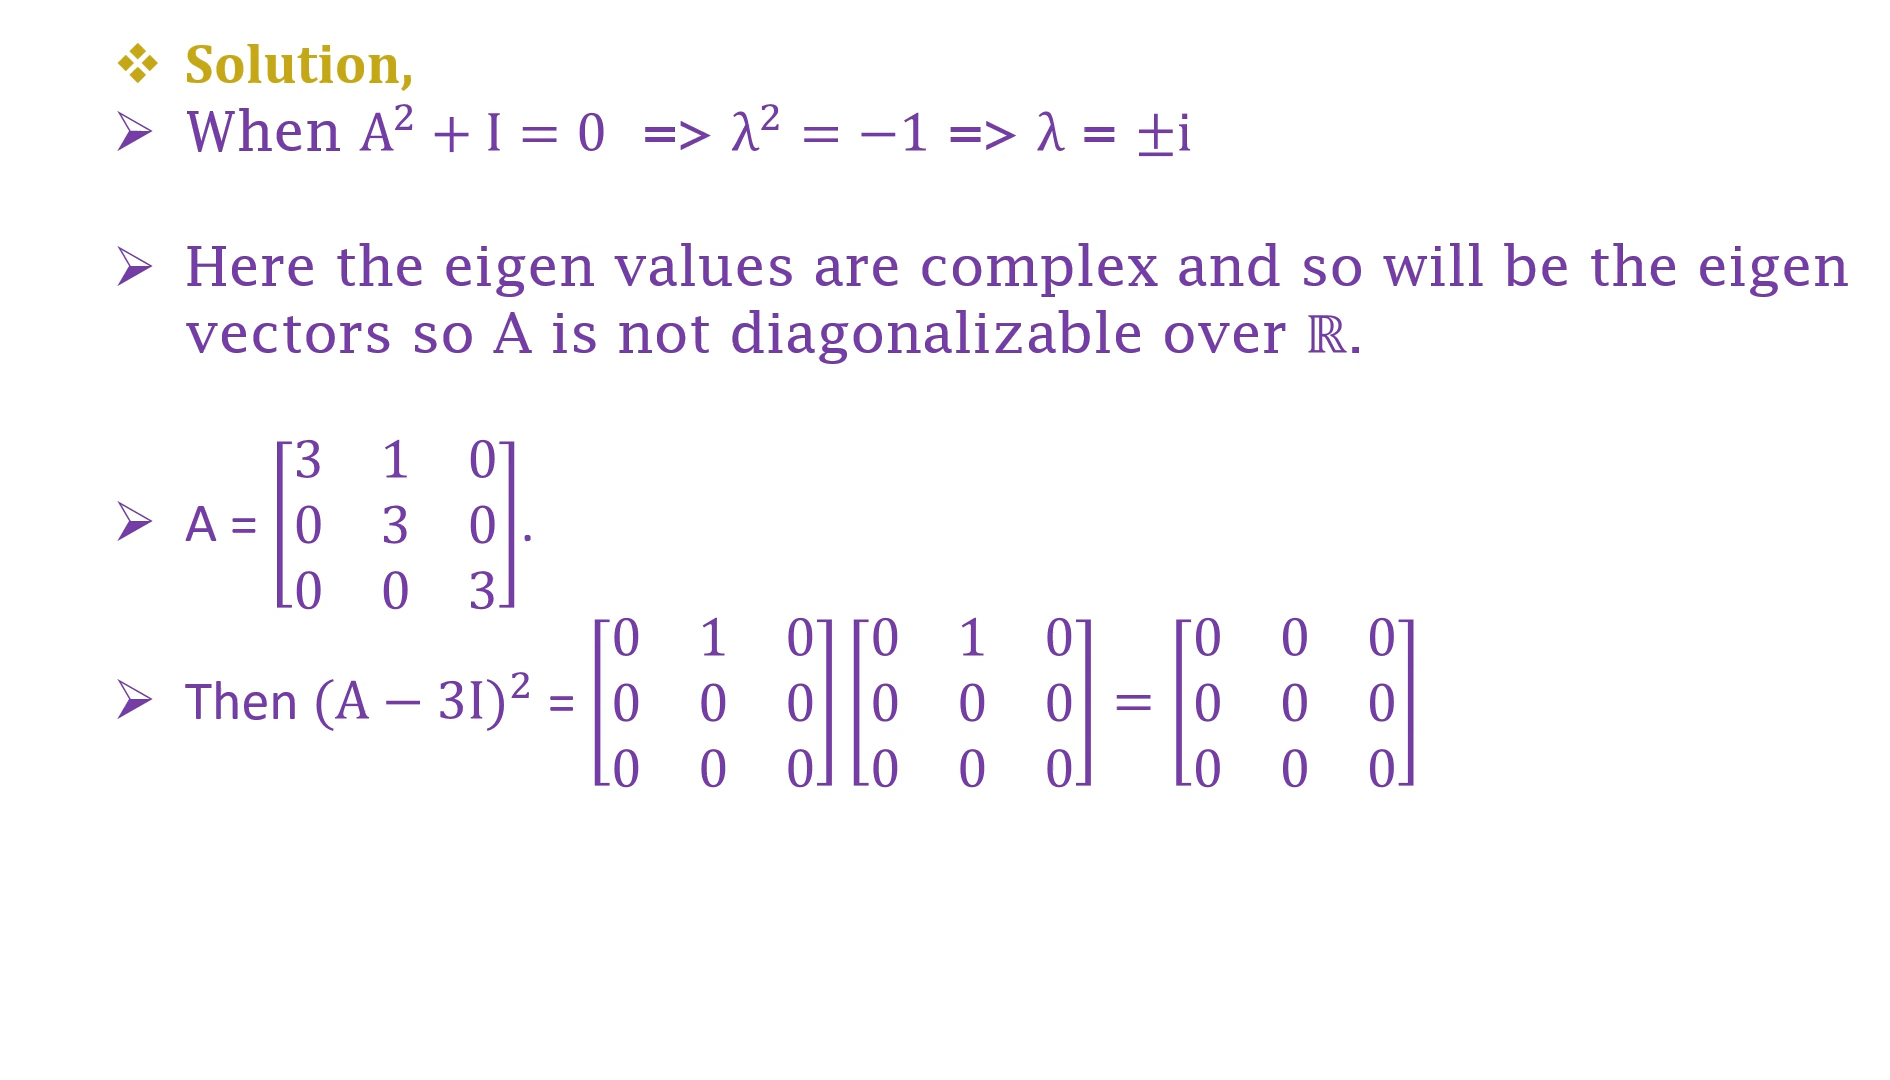 Solution,
When A² + I = 0 => λ² = −1 => λ = ±i
Here the eigen values are complex and so will be the eigen
vectors so A is not diagonalizable over ℝ.
A = [3 1 0
0 3 0
0 0 3].
Then (A − 3I)² = [0 1 0 0 0 0 0 0 0] [0 1 0 0 0 0 0 0 0] = [0 0 0 0 0 0 0 0 0]